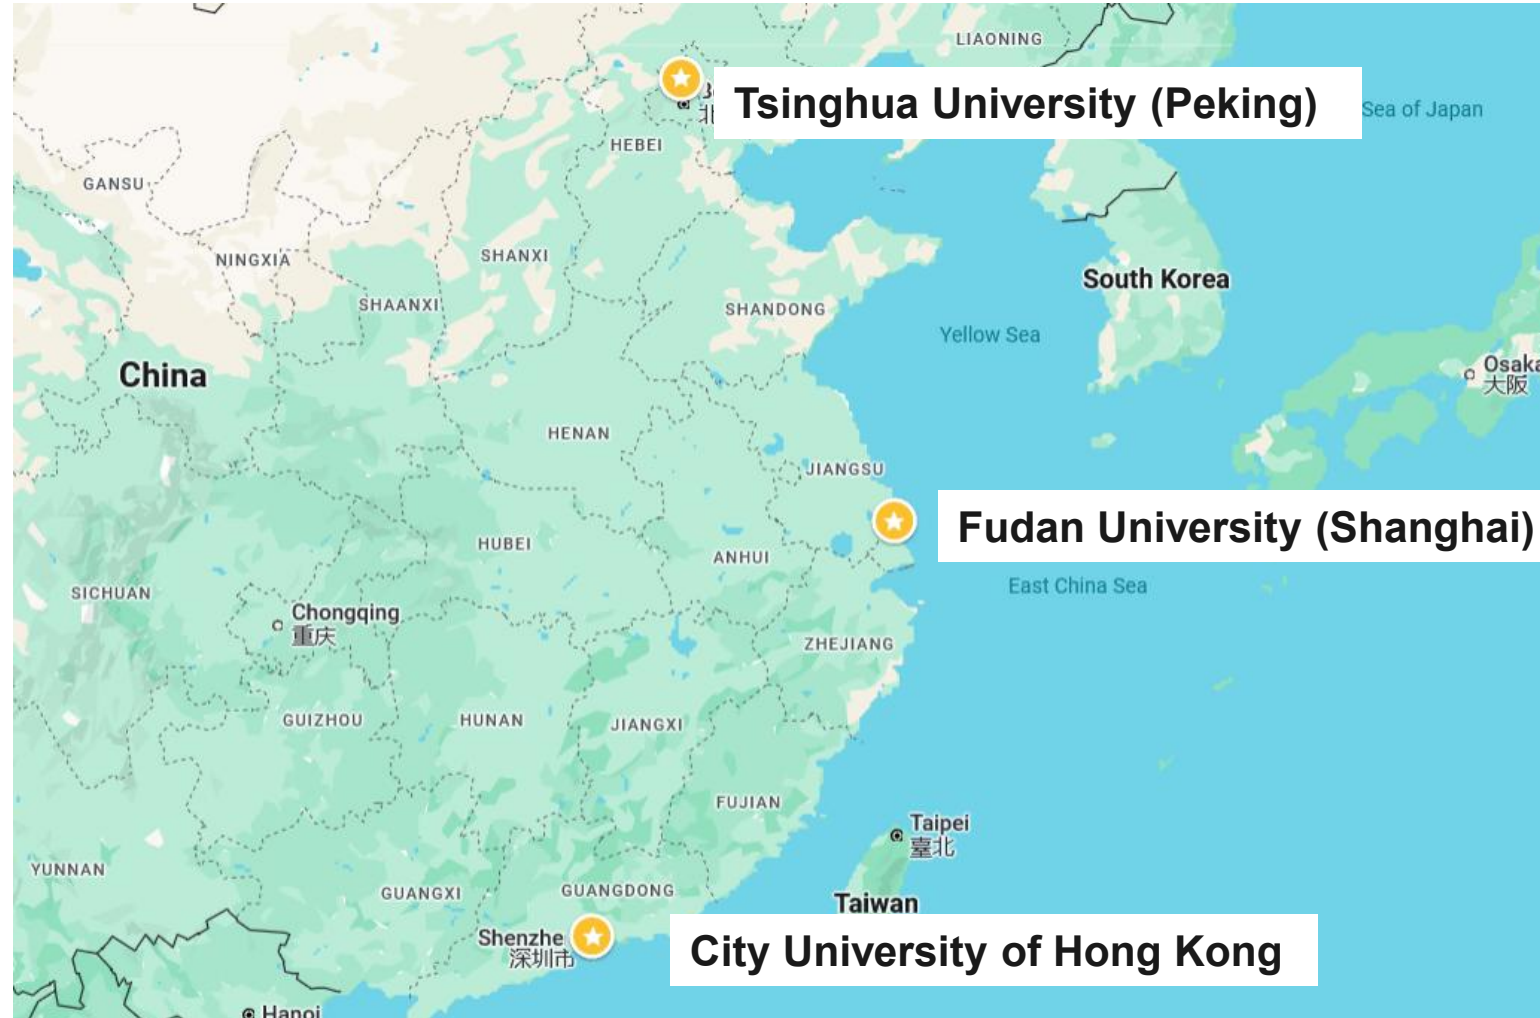 LIAONING
Tsinghua University (Peking)
Sea of Japan
HEBEI
GANSU
NINGXIA
SHANXI
South Korea
SHAANXI
SHANDONG
Yellow Sea
China
Osaka
大阪
HENAN
JIANGSU
Fudan University (Shanghai)
HUBEI
ANHUI
East China Sea
SICHUAN
Chongqing
重庆
ZHEJIANG
GUIZHOU
HUNAN
JIANGXI
FUJIAN
Taipei
臺北
YUNNAN
GUANGXI
GUANGDONG
Taiwan
Shenzhe
深圳市
City University of Hong Kong
Hanoi